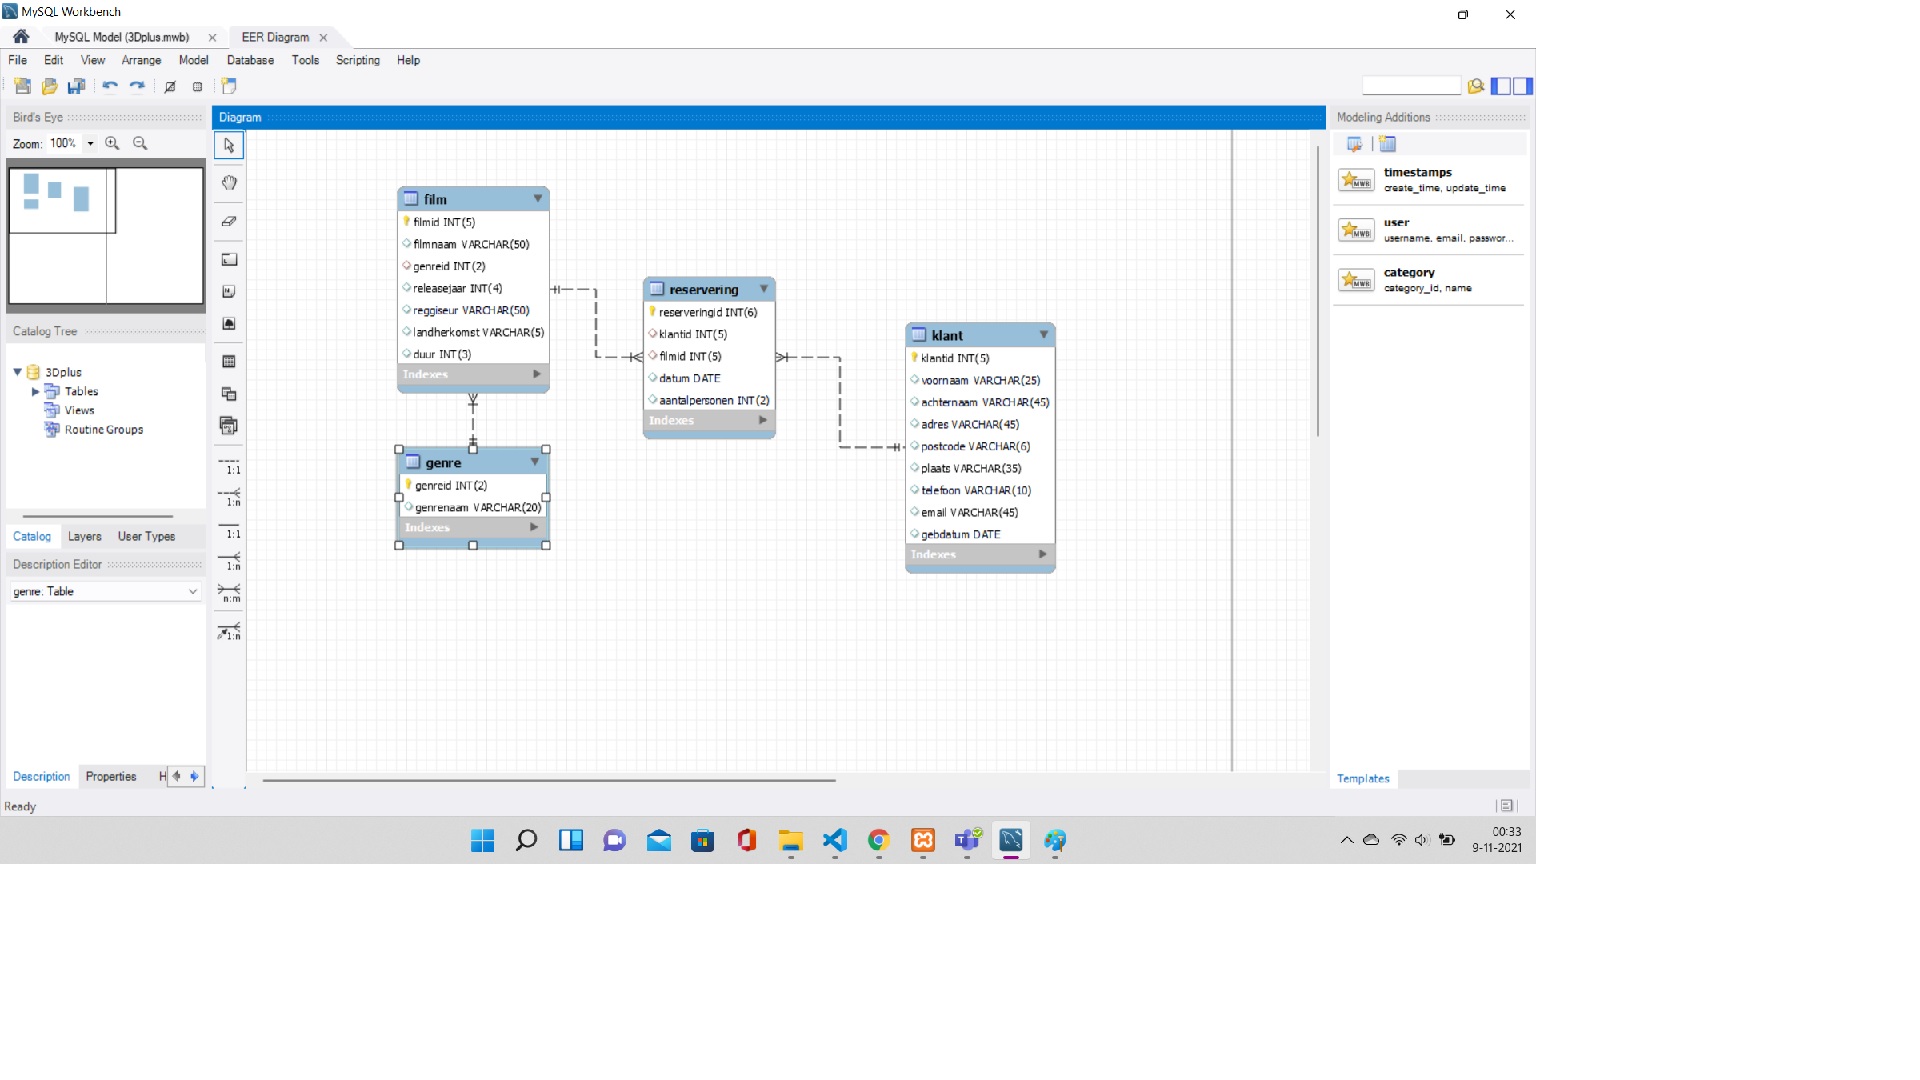 MySQL Workbench
MySQL Model (3Dplus.mwb)
EER Diagram
File Edit View Arrange Model Database Tools Scripting Help
Bird's Eye
Zoom: 100%
Catalog Tree
3Dplus
Tables
Views
Routine Groups
Catalog Layers User Types
Description Editor
genre: Table
Description Properties H
Ready
Diagram
1:1
1:n
1:1
1:n
n:m
1:n
film
filmid INT(5)
filmnaam VARCHAR(50)
genreid INT(2)
releasejaar INT(4)
reggiseur VARCHAR(50)
landherkomst VARCHAR(5)
duur INT(3)
Indexes
genre
genreid INT(2)
genrenaam VARCHAR(20)
Indexes
reservering
reserveringid INT(6)
klantid INT(5)
filmid INT(5)
datum DATE
aantalpersonen INT(2)
Indexes
klant
klantid INT(5)
voornaam VARCHAR(25)
achternaam VARCHAR(45)
adres VARCHAR(45)
postcode VARCHAR(6)
plaats VARCHAR(35)
telefoon VARCHAR(10)
email VARCHAR(45)
gebdatum DATE
Indexes
Modeling Additions
timestamps
create_time, update_time
user
username, email, passwor...
category
category_id, name
Templates
00:33
9-11-2021